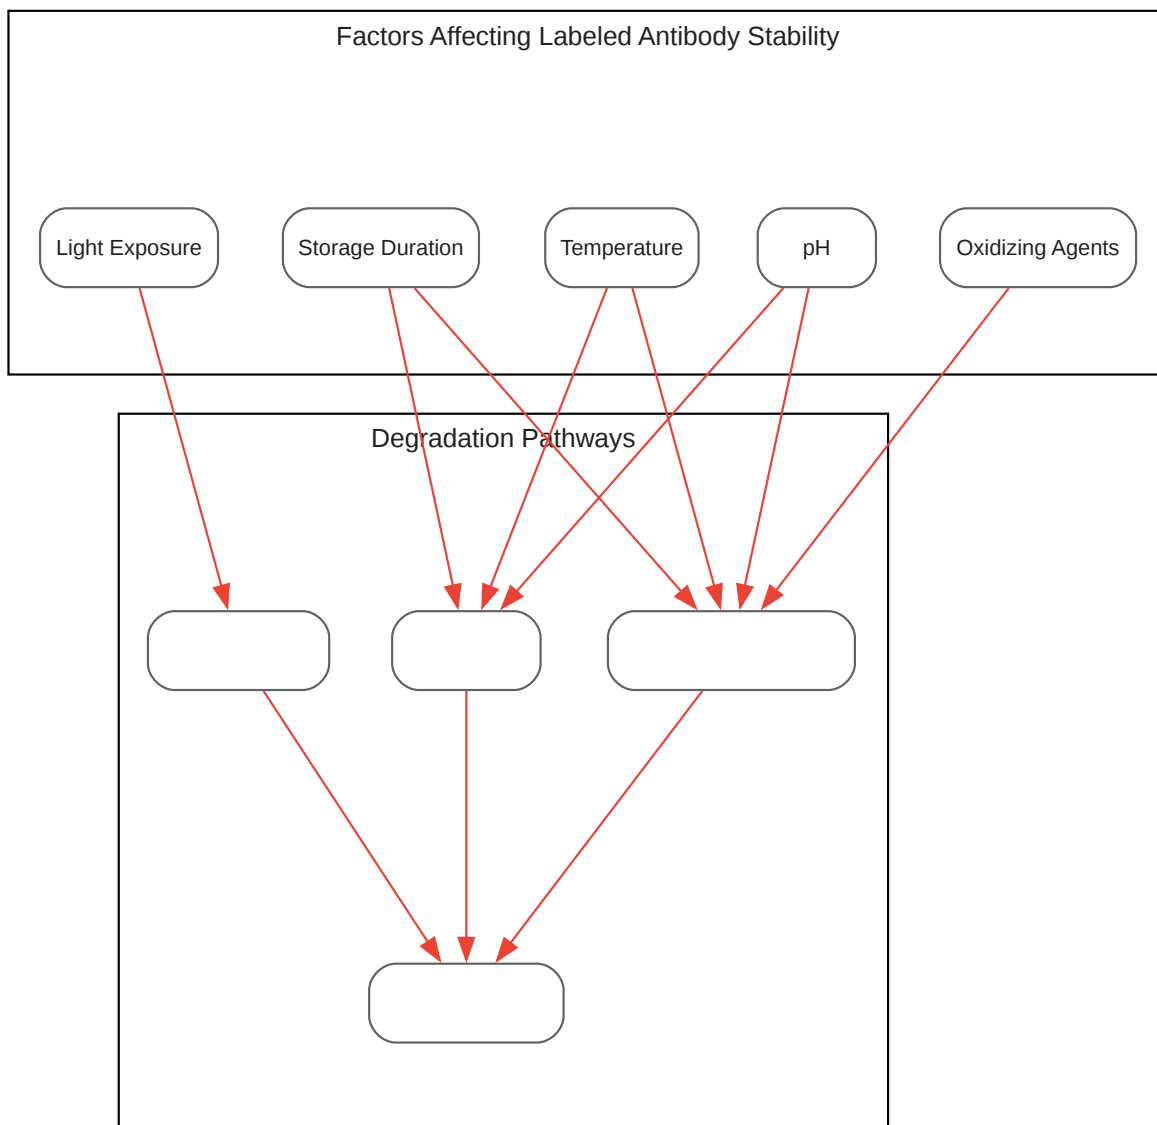 Factors Affecting Labeled Antibody Stability
Light Exposure
Storage Duration
Temperature
pH
Oxidizing Agents
Degradation Pathways